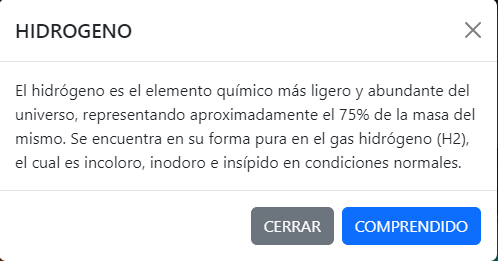 HIDROGENO
El hidrógeno es el elemento químico más ligero y abundante del
universo, representando aproximadamente el 75% de la masa del
mismo. Se encuentra en su forma pura en el gas hidrógeno (H2),
el cual es incoloro, inodoro e insípido en condiciones normales.
CERRAR COMPRENDIDO